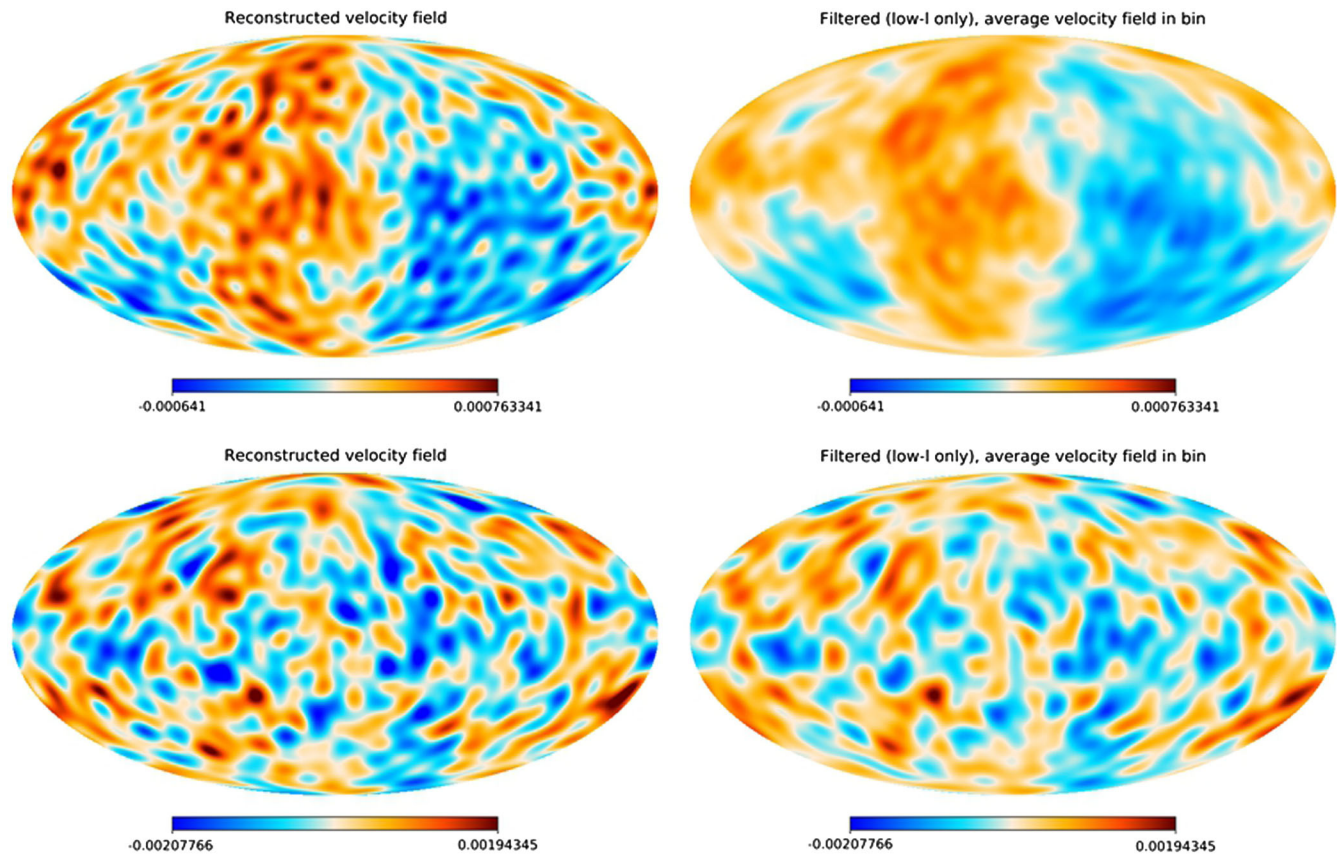 Reconstructed velocity field
Filtered (low-l only), average velocity field in bin
-0.000641
0.000763341
-0.000641
0.000763341
Reconstructed velocity field
Filtered (low-l only), average velocity field in bin
-0.00207766
0.00194345
-0.00207766
0.00194345